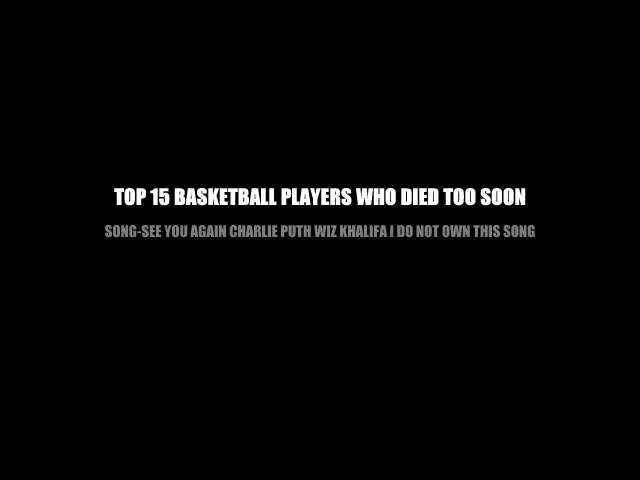 TOP 15 BASKETBALL PLAYERS WHO DIED TOO SOON
SONG-SEE YOU AGAIN CHARLIE PUTH WIZ KHALIFA I DO NOT OWN THIS SONG